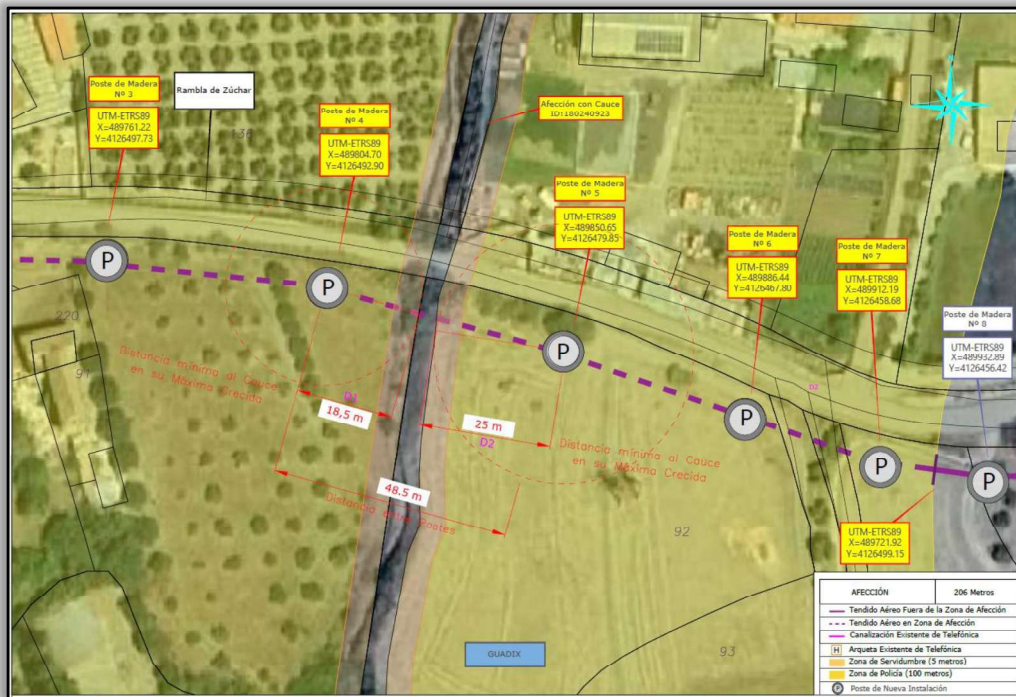 Poste de Madera
Nº 3
UTM-ETRS89
X=489761.22
Y=4126497.73
Rambla de Zúchar
136
Poste de Madera
Nº 4
UTM-ETRS89
X=489804.70
Y=4126492.90
Afección con Cauce
ID:180240923
Poste de Madera
Nº 5
UTM-ETRS89
X=489850.65
Y=4126479.85
Poste de Madera
Nº 6
UTM-ETRS89
X=489886.44
Y=4126467.80
Poste de Madera
Nº 7
UTM-ETRS89
X=489912.19
Y=4126458.68
Poste de Madera
Nº 8
UTM-ETRS89
X=489932.89
Y=4126456.42
P
P
P
P
P
P
220
91
Distancia mínima al Cauce
en su Máxima Crecida
D1
18,5 m
25 m
D2
D2
Distancia mínima al Cauce
en su Máxima Crecida
48.5 m
Distancia entre
92
UTM-ETRS89
X=489721.92
Y=4126499.15
GUADIX
93
AFECCIÓN
206 Metros
Tendido Aéreo Fuera de la Zona de Afección
Tendido Aéreo en Zona de Afección
Canalización Existente de Telefónica
H Arqueta Existente de Telefónica
Zona de Servidumbre (5 metros)
Zona de Policía (100 metros)
P Poste de Nueva Instalación